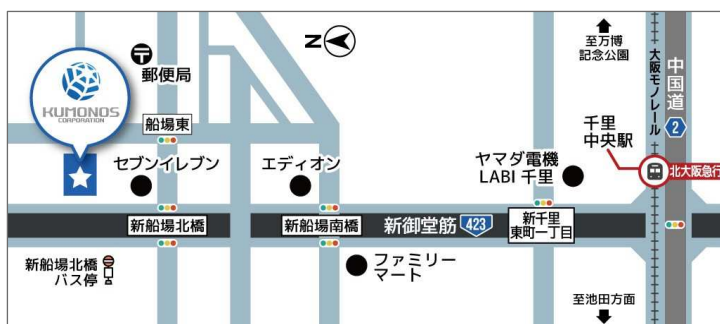 KUMONOS
CORPORATION
郵便局
船場東
セブンイレブン
新船場北橋
新船場北橋
バス停
N
エディオン
新船場南橋
新御堂筋
423
ファミリー
マート
ヤマダ電機
LABI 千里
新千里
東町一丁目
至万博
記念公園
大阪モノレール
中国道
2
千里
中央駅
北大阪急行
至池田方面